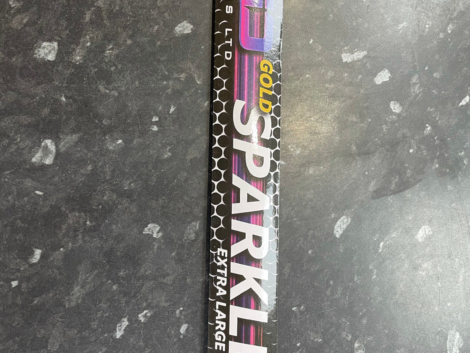 S LTD
GOLD
SPARKL
EXTRA LARGE